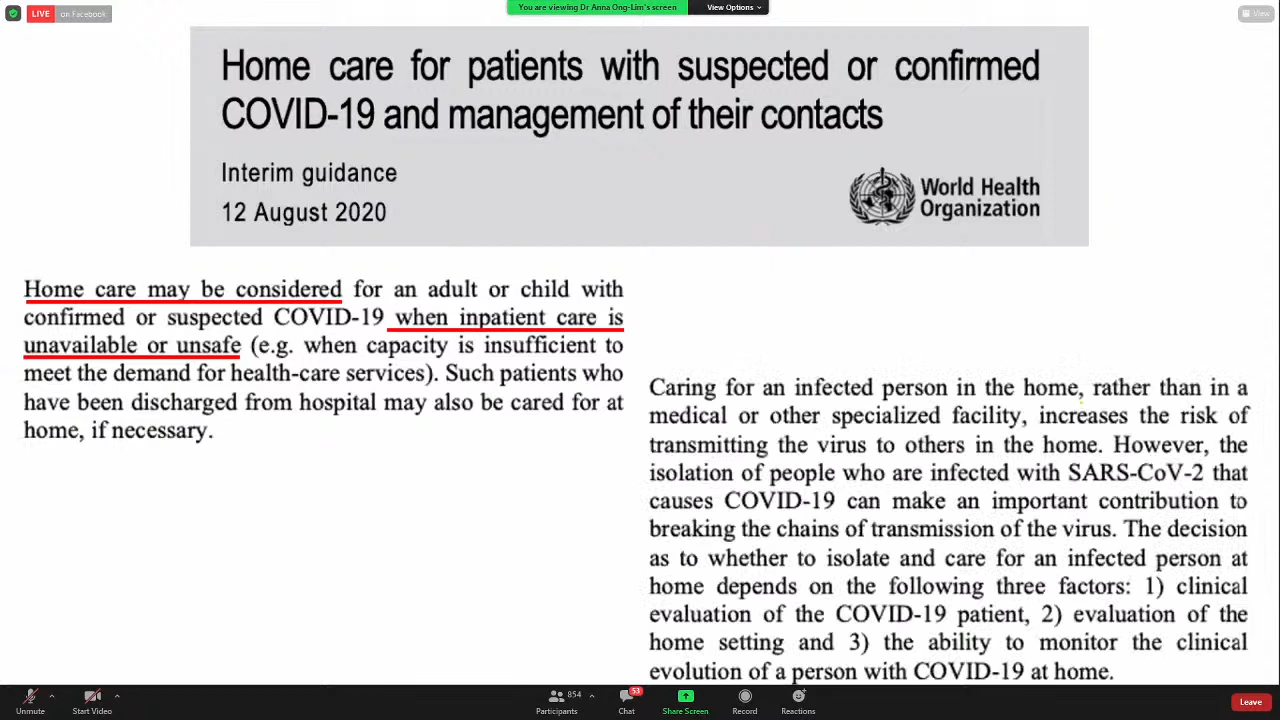 LIVE on Facebook
You are viewing Dr Anna Ong-Lim's screen
View Options
View
Home care for patients with suspected or confirmed
COVID-19 and management of their contacts
Interim guidance
12 August 2020
World Health
Organization
Home care may be considered for an adult or child with
confirmed or suspected COVID-19 when inpatient care is
unavailable or unsafe (e.g. when capacity is insufficient to
meet the demand for health-care services). Such patients who
have been discharged from hospital may also be cared for at
home, if necessary.
Caring for an infected person in the home, rather than in a
medical or other specialized facility, increases the risk of
transmitting the virus to others in the home. However, the
isolation of people who are infected with SARS-CoV-2 that
causes COVID-19 can make an important contribution to
breaking the chains of transmission of the virus. The decision
as to whether to isolate and care for an infected person at
home depends on the following three factors: 1) clinical
evaluation of the COVID-19 patient, 2) evaluation of the
home setting and 3) the ability to monitor the clinical
evolution of a person with COVID-19 at home.
Unmute
Start Video
854
Participants
53
Chat
Share Screen
Record
Reactions
Leave